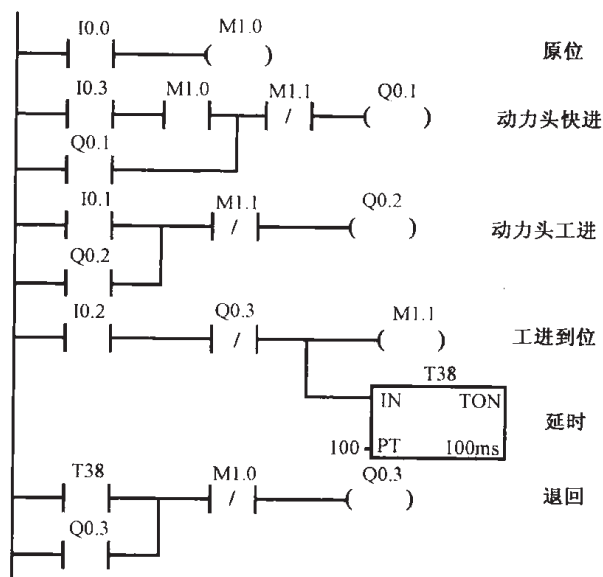 I0.0 M1.0
原位
I0.3 M1.0 M1.1 Q0.1
/ 动力头快进
Q0.1
I0.1 M1.1 Q0.2
/ 动力头工进
Q0.2
I0.2 Q0.3 M1.1
/ 工进到位
T38
IN TON
延时
100 PT 100ms
T38 M1.0 Q0.3
/ 退回
Q0.3